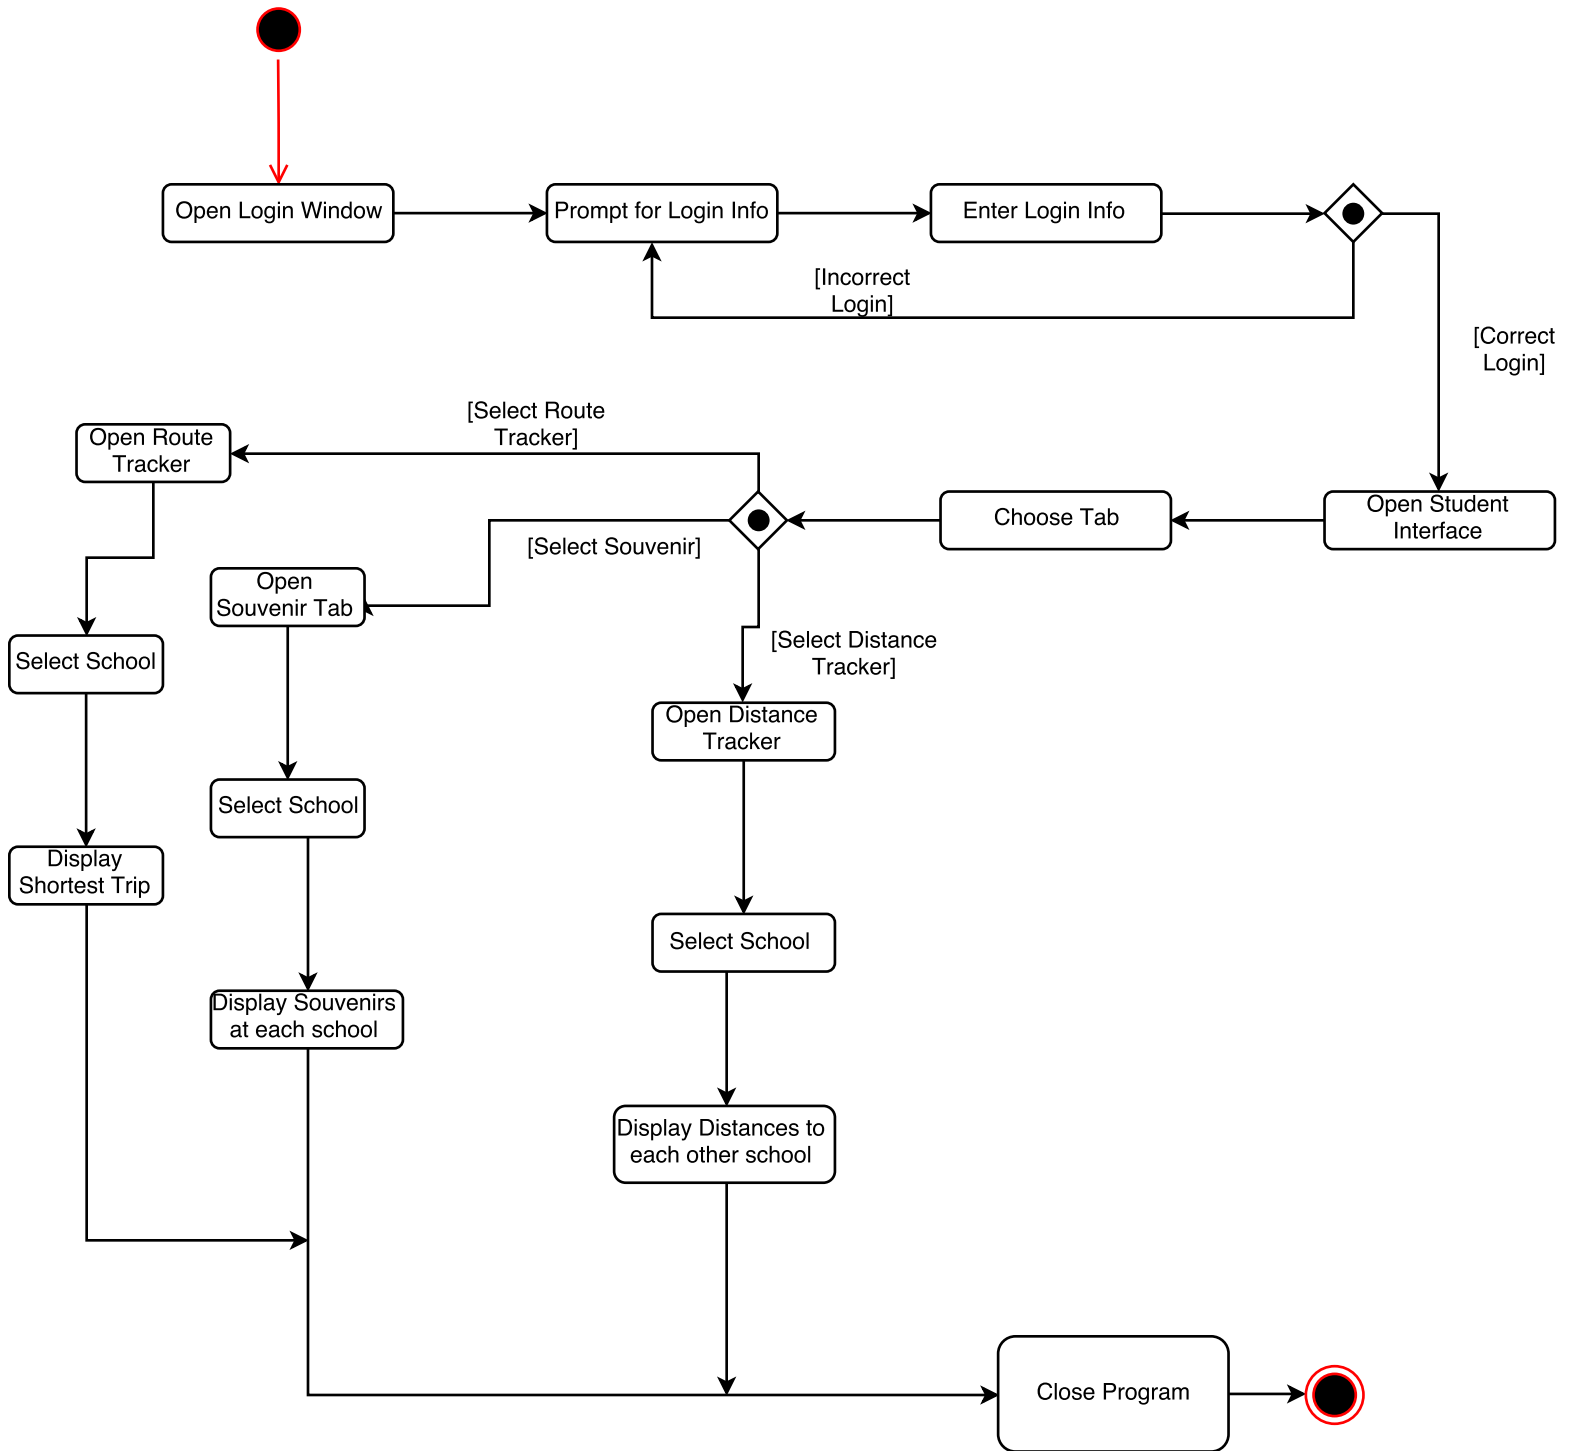 Open Login Window
Prompt for Login Info
Enter Login Info
[Incorrect
Login]
[Correct
Login]
[Select Route
Tracker]
Open Route
Tracker
Open Student
Interface
Choose Tab
[Select Souvenir]
Open
Souvenir Tab
[Select Distance
Tracker]
Select School
Open Distance
Tracker
Select School
Display
Shortest Trip
Select School
Display Souvenirs
at each school
Display Distances to
each other school
Close Program